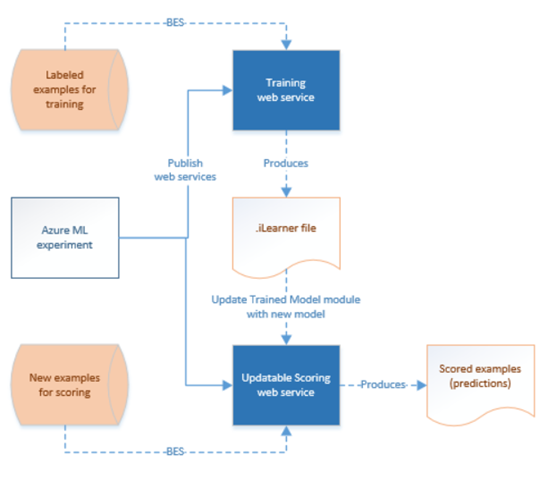 BES
Labeled
examples for
training
Training
web service
Publish
web services
Produces
Azure ML
experiment
.iLearner file
Update Trained Model module
with new model
New examples
for scoring
Updatable Scoring
web service
Produces
Scored examples
(predictions)
BES